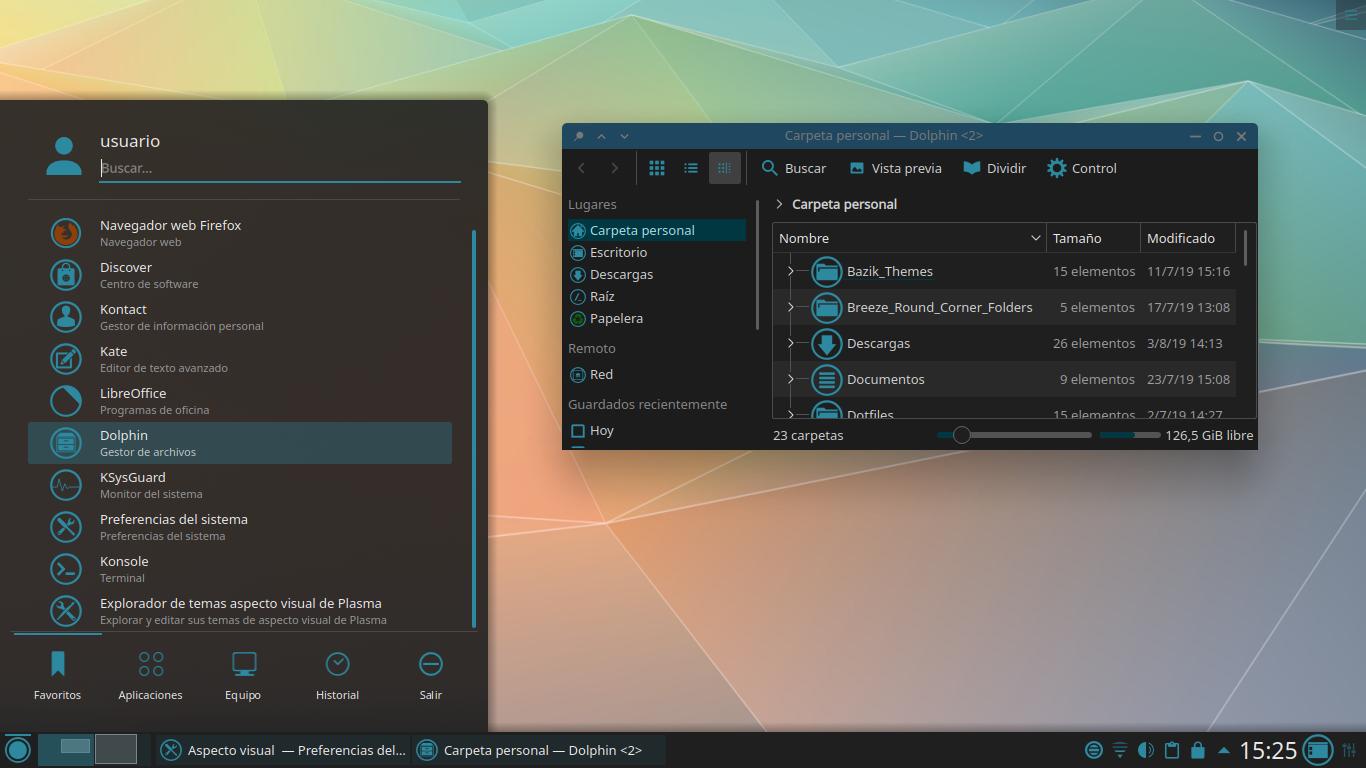 usuario
Buscar...
Navegador web Firefox
Navegador web
Discover
Centro de software
Kontact
Gestor de información personal
Kate
Editor de texto avanzado
LibreOffice
Programas de oficina
Dolphin
Gestor de archivos
KSysGuard
Monitor del sistema
Preferencias del sistema
Preferencias del sistema
Konsole
Terminal
Explorador de temas aspecto visual de Plasma
Explorar y editar sus temas de aspecto visual de Plasma
Favoritos Aplicaciones Equipo Historial Salir
Carpeta personal — Dolphin <2>
Buscar Vista previa Dividir Control
Lugares
Carpeta personal
Escritorio
Descargas
Raíz
Papelera
Remoto
Red
Guardados recientemente
Hoy
Carpeta personal
Nombre Tamaño Modificado
Bazik_Themes 15 elementos 11/7/19 15:16
Breeze_Round_Corner_Folders 5 elementos 17/7/19 13:08
Descargas 26 elementos 3/8/19 14:13
Documentos 9 elementos 23/7/19 15:08
Dotfiles 15 elementos 2/7/19 14:27
23 carpetas 126,5 GiB libre
Aspecto visual — Preferencias del... Carpeta personal — Dolphin <2> 15:25